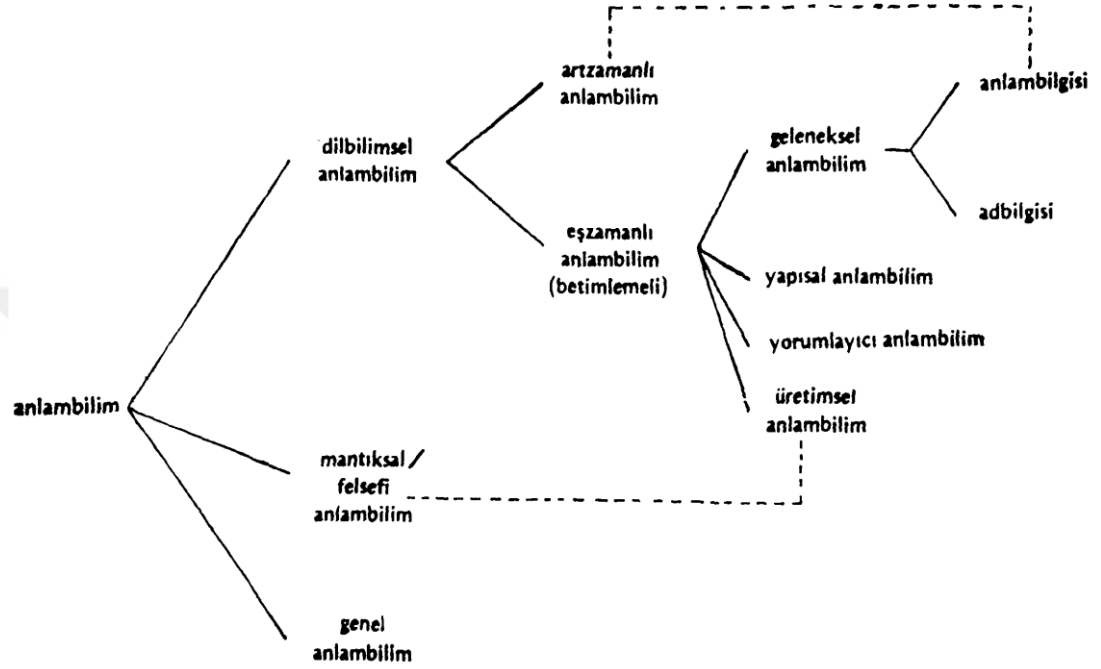 artzamanlı
anlambilim
anlambilgisi
dilbilimsel
anlambilim
geleneksel
anlambilim
adbilgisi
eşzamanlı
anlambilim
(betimlemeli)
yapısal anlambilim
yorumlayıcı anlambilim
üretimsel
anlambilim
anlambilim
mantıksal/
felsefi
anlambilim
genel
anlambilim